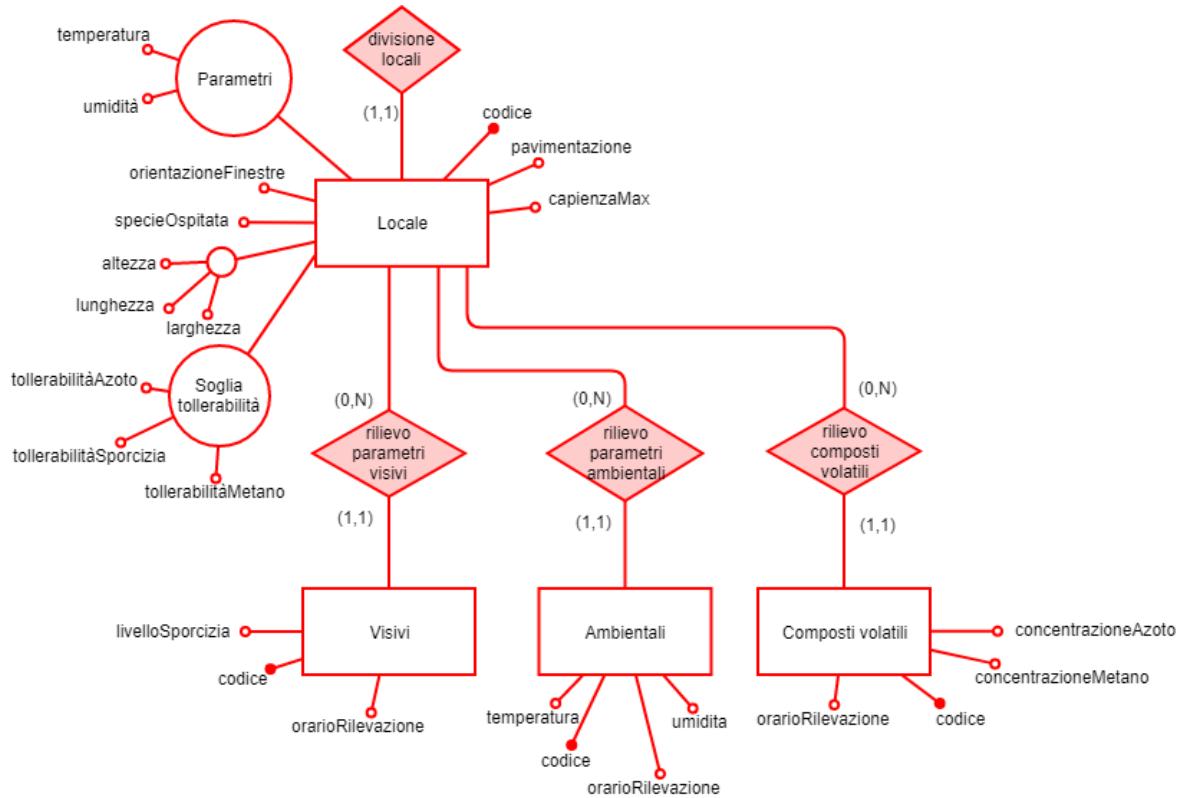 temperatura
umidità
Parametri
divisione
locali
(1,1)
codice
pavimentazione
capienzaMax
orientazioneFinestre
specieOspitata
Locale
altezza
lunghezza
larghezza
tollerabilitàAzoto
Soglia
tollerabilità
tollerabilitàSporcizia
tollerabilitàMetano
(0,N)
(0,N)
(0,N)
rilievo
parametri
visivi
rilievo
parametri
ambientali
rilievo
composti
volatili
(1,1)
(1,1)
(1,1)
livelloSporcizia
Visivi
codice
orarioRilevazione
Ambientali
temperatura
umidita
codice
orarioRilevazione
Composti volatili
concentrazioneAzoto
concentrazioneMetano
orarioRilevazione
codice